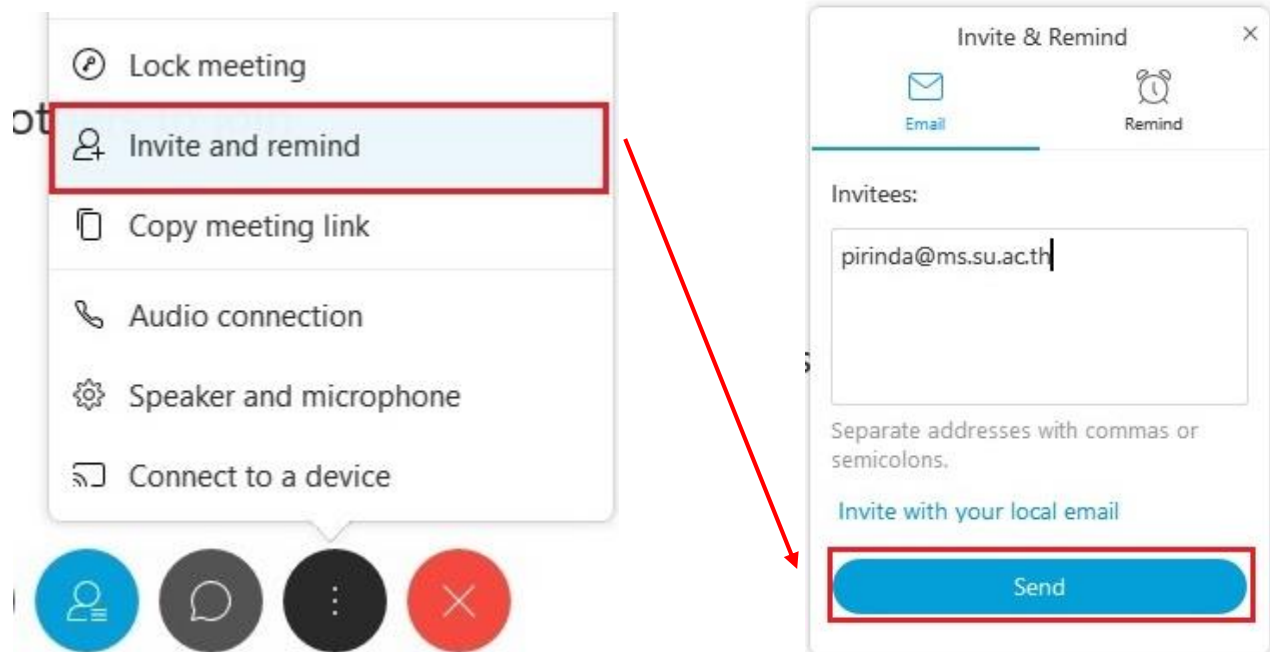 Lock meeting
ot
Invite and remind
Copy meeting link
Audio connection
Speaker and microphone
Connect to a device
Invite & Remind
Email
Remind
Invitees:
pirinda@ms.su.ac.th
s
Separate addresses with commas or
semicolons.
Invite with your local email
Send